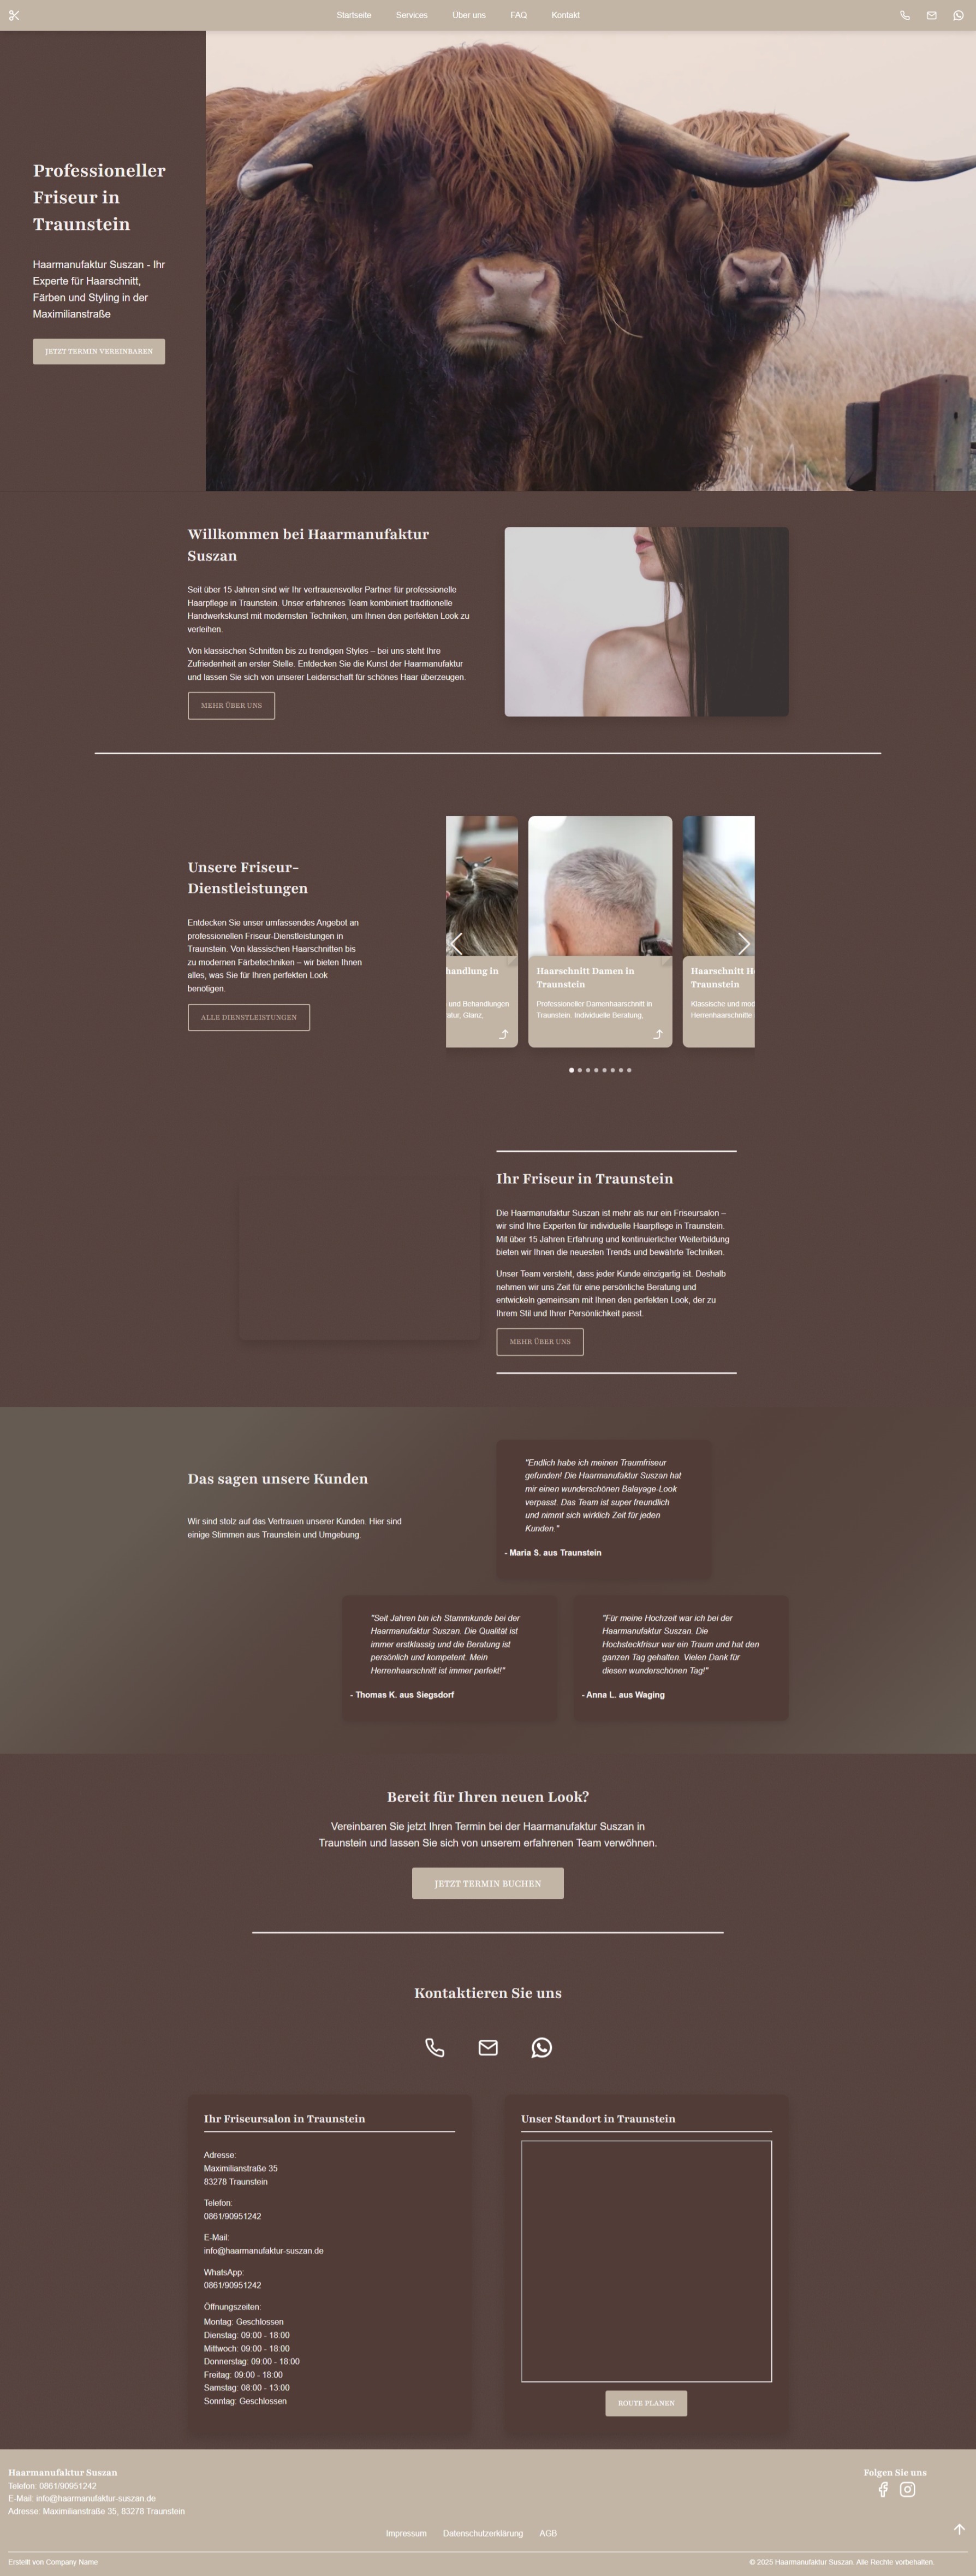 Startseite Services Über uns FAQ Kontakt
Professioneller
Friseur in
Traunstein
Haarmanufaktur Suszan - Ihr
Experte für Haarschnitt,
Färben und Styling in der
Maximilianstraße
JETZT TERMIN VEREINBAREN
Willkommen bei Haarmanufaktur
Suszan
Seit über 15 Jahren sind wir Ihr vertrauensvoller Partner für professionelle
Haarpflege in Traunstein. Unser erfahrenes Team kombiniert traditionelle
Handwerkskunst mit modernsten Techniken, um Ihnen den perfekten Look zu
verleihen.
Von klassischen Schnitten bis zu trendigen Styles – bei uns steht Ihre
Zufriedenheit an erster Stelle. Entdecken Sie die Kunst der Haarmanufaktur
und lassen Sie sich von unserer Leidenschaft für schönes Haar überzeugen.
MEHR ÜBER UNS
Unsere Friseur-
Dienstleistungen
Entdecken Sie unser umfassendes Angebot an
professionellen Friseur-Dienstleistungen in
Traunstein. Von klassischen Haarschnitten bis
zu modernen Färbetechniken – wir bieten Ihnen
alles, was Sie für Ihren perfekten Look
benötigen.
ALLE DIENSTLEISTUNGEN
handlung in
und Behandlungen
atur, Glanz,
Haarschnitt Damen in
Traunstein
Professioneller Damenhaarschnitt in
Traunstein. Individuelle Beratung,
Haarschnitt He
Traunstein
Klassische und mod
Herrenhaarschnitte
Ihr Friseur in Traunstein
Die Haarmanufaktur Suszan ist mehr als nur ein Friseursalon –
wir sind Ihre Experten für individuelle Haarpflege in Traunstein.
Mit über 15 Jahren Erfahrung und kontinuierlicher Weiterbildung
bieten wir Ihnen die neuesten Trends und bewährte Techniken.
Unser Team versteht, dass jeder Kunde einzigartig ist. Deshalb
nehmen wir uns Zeit für eine persönliche Beratung und
entwickeln gemeinsam mit Ihnen den perfekten Look, der zu
Ihrem Stil und Ihrer Persönlichkeit passt.
MEHR ÜBER UNS
Das sagen unsere Kunden
Wir sind stolz auf das Vertrauen unserer Kunden. Hier sind
einige Stimmen aus Traunstein und Umgebung.
"Endlich habe ich meinen Traumfriseur
gefunden! Die Haarmanufaktur Suszan hat
mir einen wunderschönen Balayage-Look
verpasst. Das Team ist super freundlich
und nimmt sich wirklich Zeit für jeden
Kunden."
- Maria S. aus Traunstein
"Seit Jahren bin ich Stammkunde bei der
Haarmanufaktur Suszan. Die Qualität ist
immer erstklassig und die Beratung ist
persönlich und kompetent. Mein
Herrenhaarschnitt ist immer perfekt!"
- Thomas K. aus Siegsdorf
"Für meine Hochzeit war ich bei der
Haarmanufaktur Suszan. Die
Hochsteckfrisur war ein Traum und hat den
ganzen Tag gehalten. Vielen Dank für
diesen wunderschönen Tag!"
- Anna L. aus Waging
Bereit für Ihren neuen Look?
Vereinbaren Sie jetzt Ihren Termin bei der Haarmanufaktur Suszan in
Traunstein und lassen Sie sich von unserem erfahrenen Team verwöhnen.
JETZT TERMIN BUCHEN
Kontaktieren Sie uns
Ihr Friseursalon in Traunstein
Adresse:
Maximilianstraße 35
83278 Traunstein
Telefon:
0861/90951242
E-Mail:
info@haarmanufaktur-suszan.de
WhatsApp:
0861/90951242
Öffnungszeiten:
Montag: Geschlossen
Dienstag: 09:00 - 18:00
Mittwoch: 09:00 - 18:00
Donnerstag: 09:00 - 18:00
Freitag: 09:00 - 18:00
Samstag: 08:00 - 13:00
Sonntag: Geschlossen
Unser Standort in Traunstein
ROUTE PLANEN
Haarmanufaktur Suszan
Telefon: 0861/90951242
E-Mail: info@haarmanufaktur-suszan.de
Adresse: Maximilianstraße 35, 83278 Traunstein
Folgen Sie uns
Impressum Datenschutzerklärung AGB
Erstellt von Company Name
© 2025 Haarmanufaktur Suszan. Alle Rechte vorbehalten.